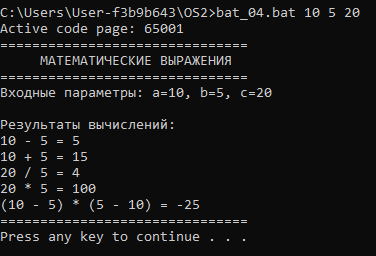 C:\Users\User-f3b9b643\OS2>bat_04.bat 10 5 20
Active code page: 65001
===============================
     МАТЕМАТИЧЕСКИЕ ВЫРАЖЕНИЯ
===============================
Входные параметры: a=10, b=5, c=20

Результаты вычислений:
10 - 5 = 5
10 + 5 = 15
20 / 5 = 4
20 * 5 = 100
(10 - 5) * (5 - 10) = -25
===============================
Press any key to continue . . .